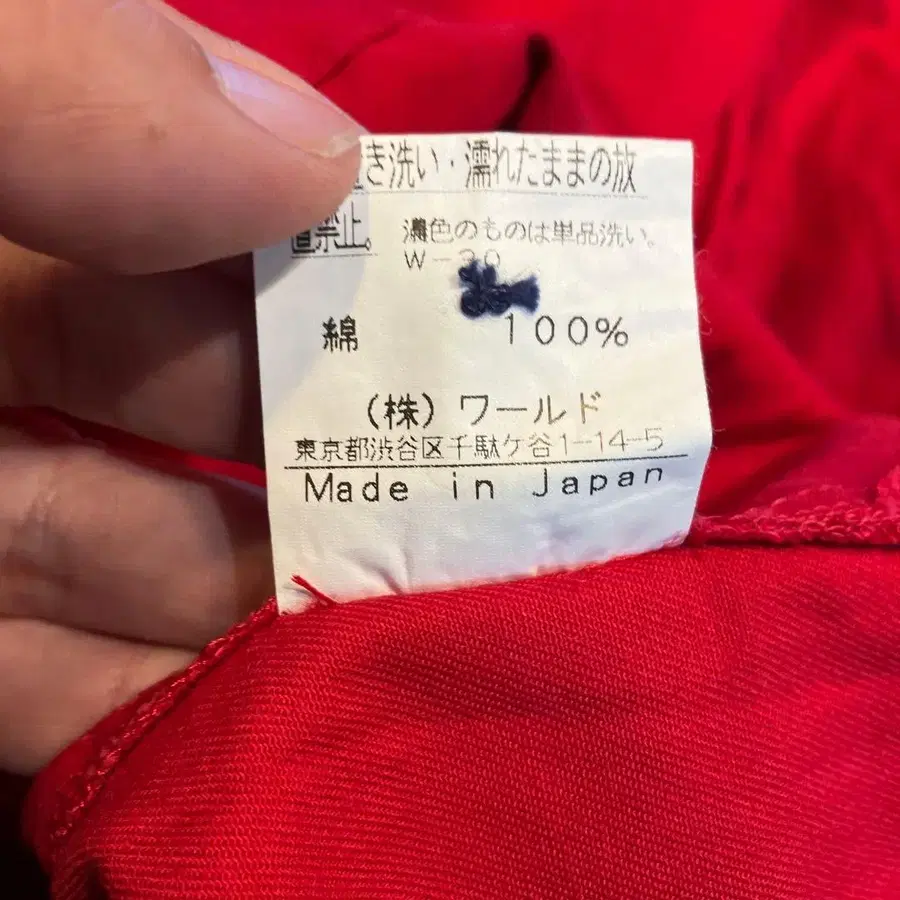 き洗い・濡れたままの放
置禁止。 濃色のものは単品洗い。
W-30
綿 100%
(株)ワールド
東京都渋谷区千駄ケ谷1-14-5
Made in Japan